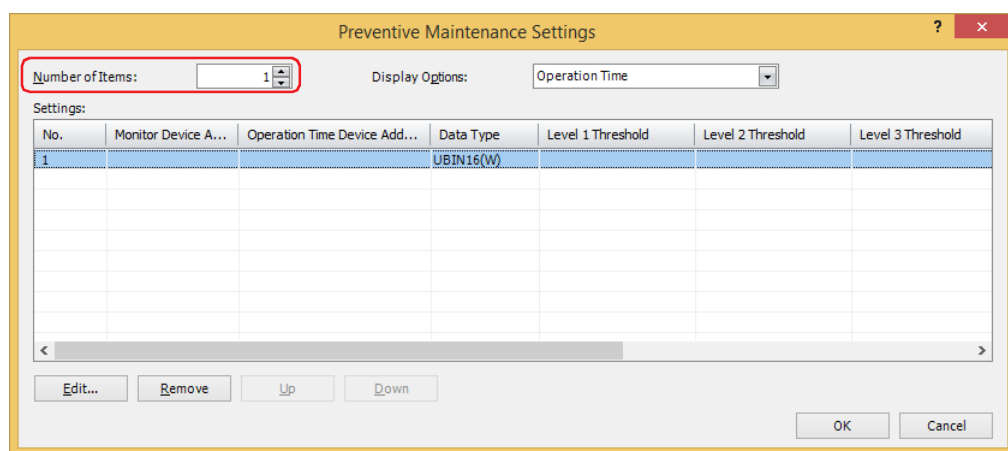 Preventive Maintenance Settings ? ×
Number of Items: 1 Display Options: Operation Time
Settings:
No. Monitor Device A... Operation Time Device Add... Data Type Level 1 Threshold Level 2 Threshold Level 3 Threshold
1 UBIN16(W)
Edit... Remove Up Down
OK Cancel